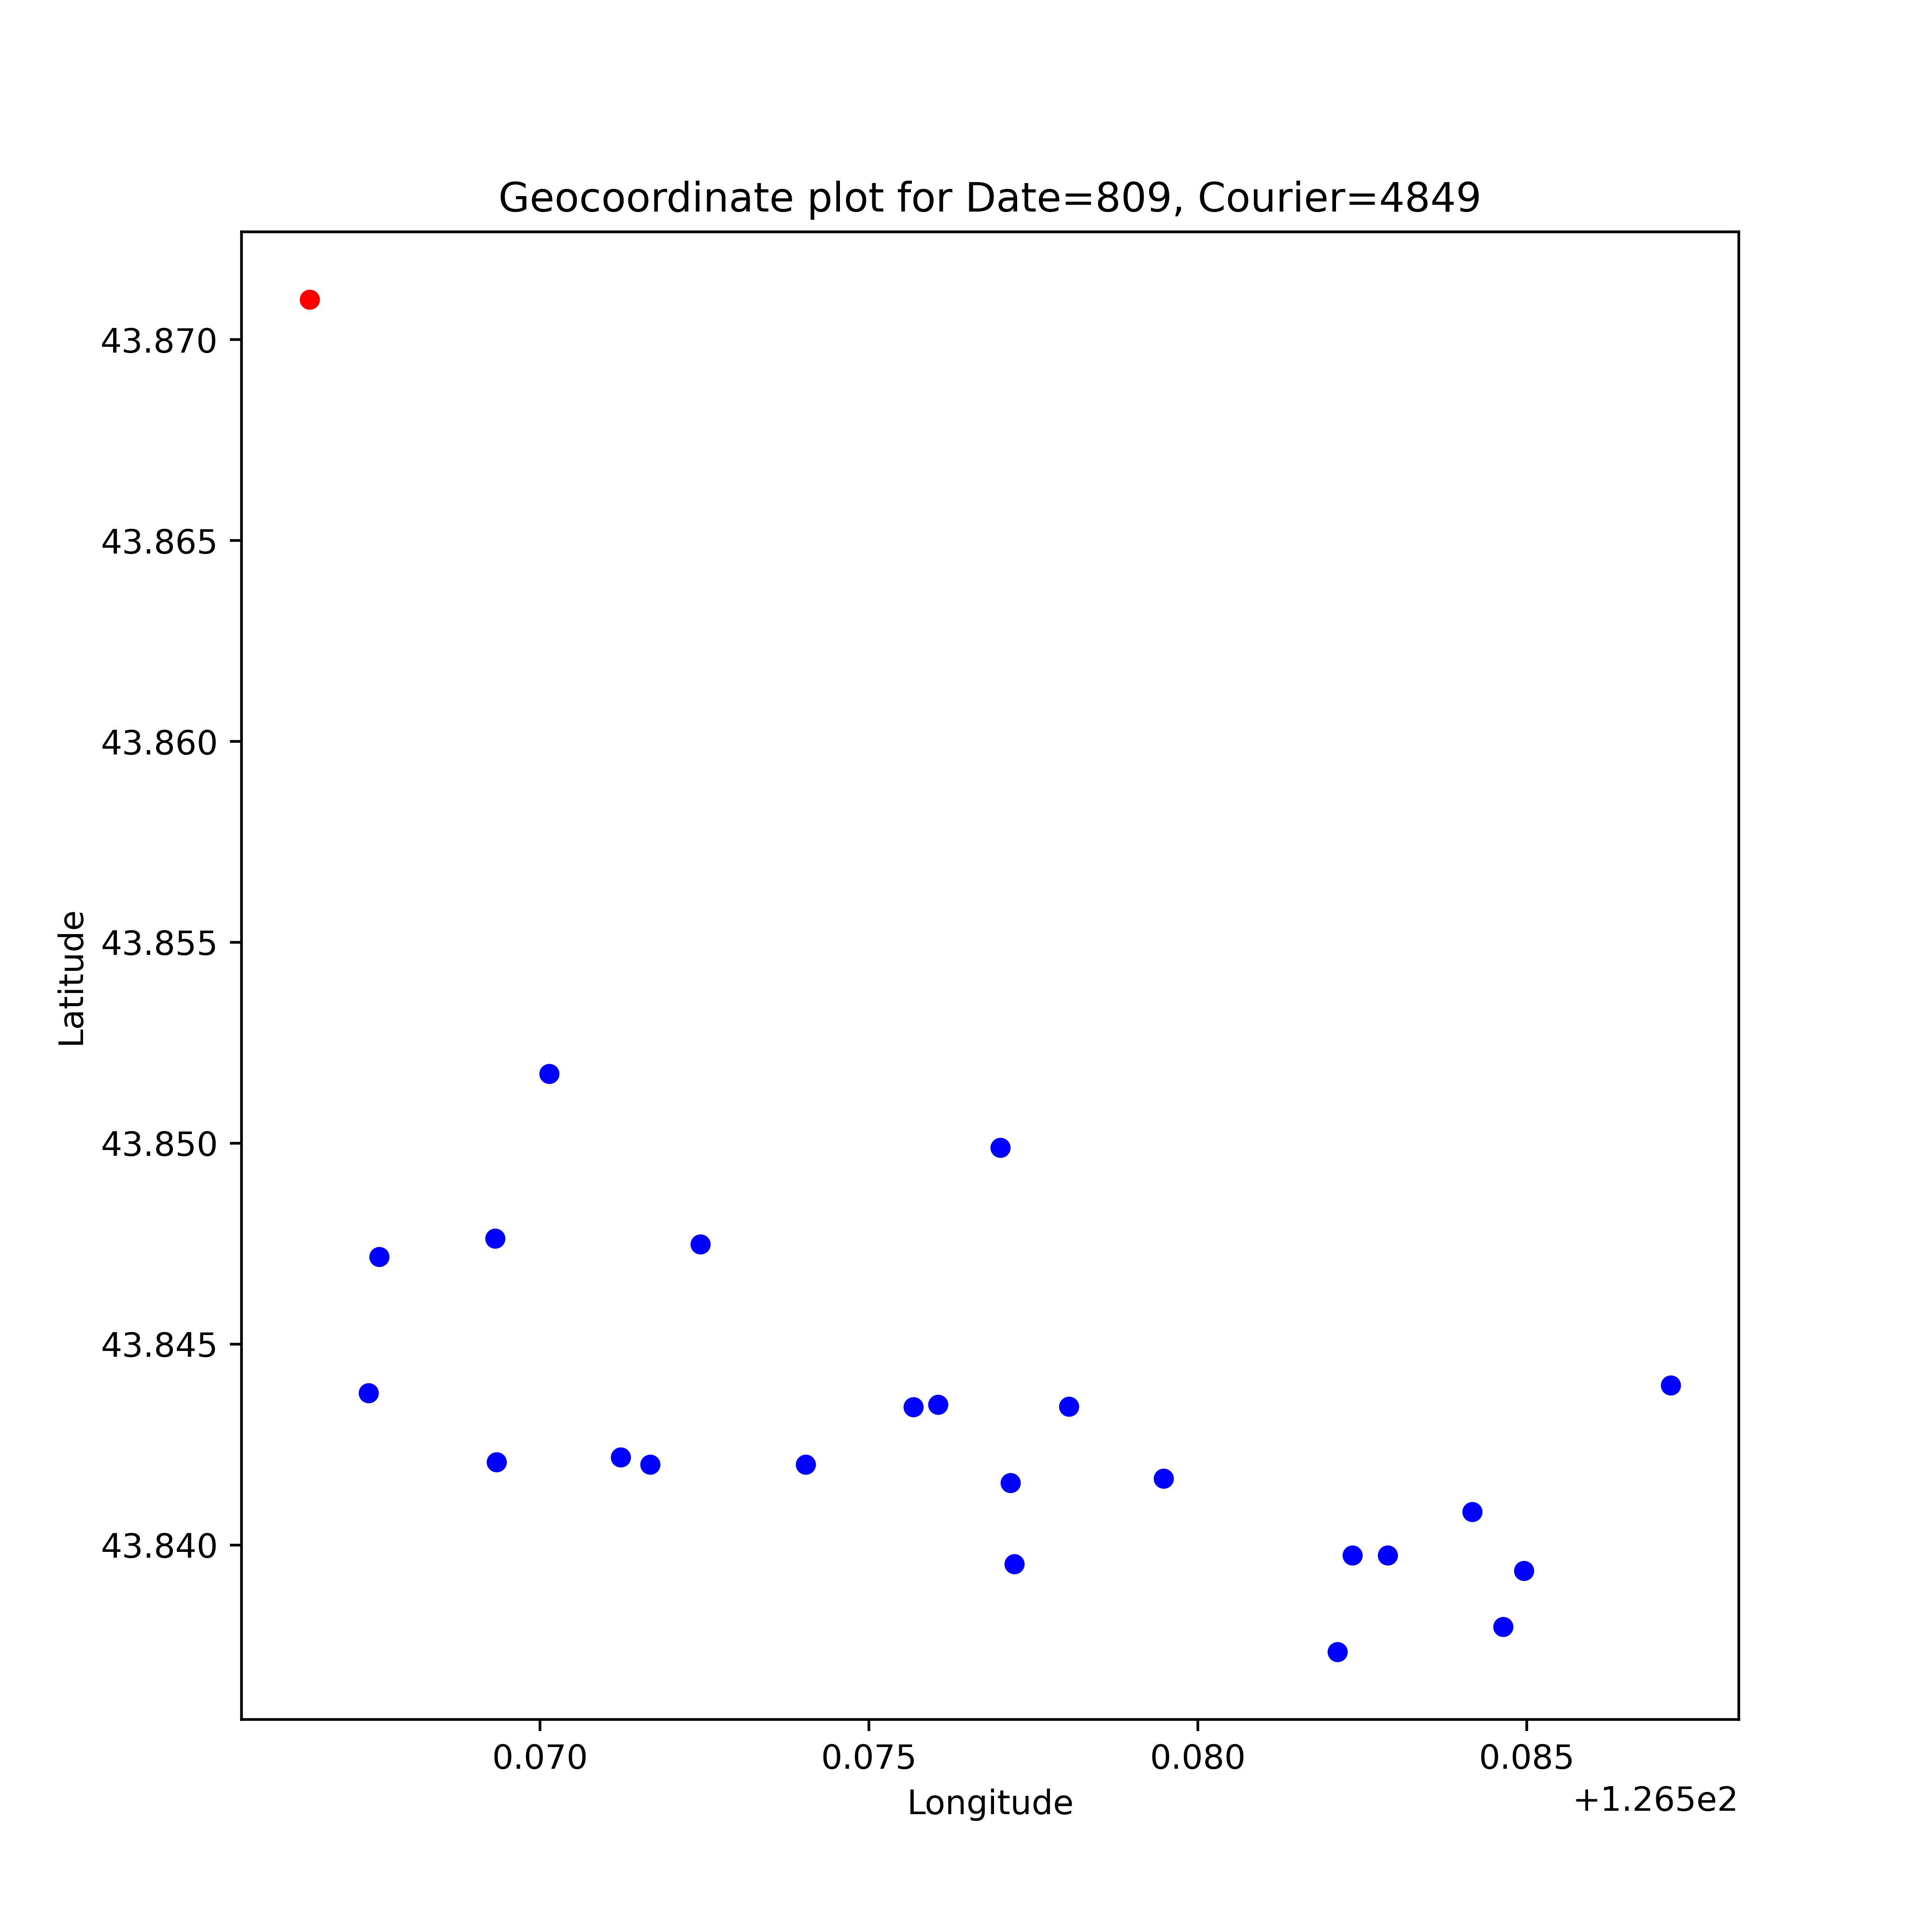 Geocoordinate plot for Date=809, Courier=4849
43.870
43.865
43.860
43.855
43.850
43.845
43.840
Latitude
0.070 0.075 0.080 0.085
Longitude
+1.265e2